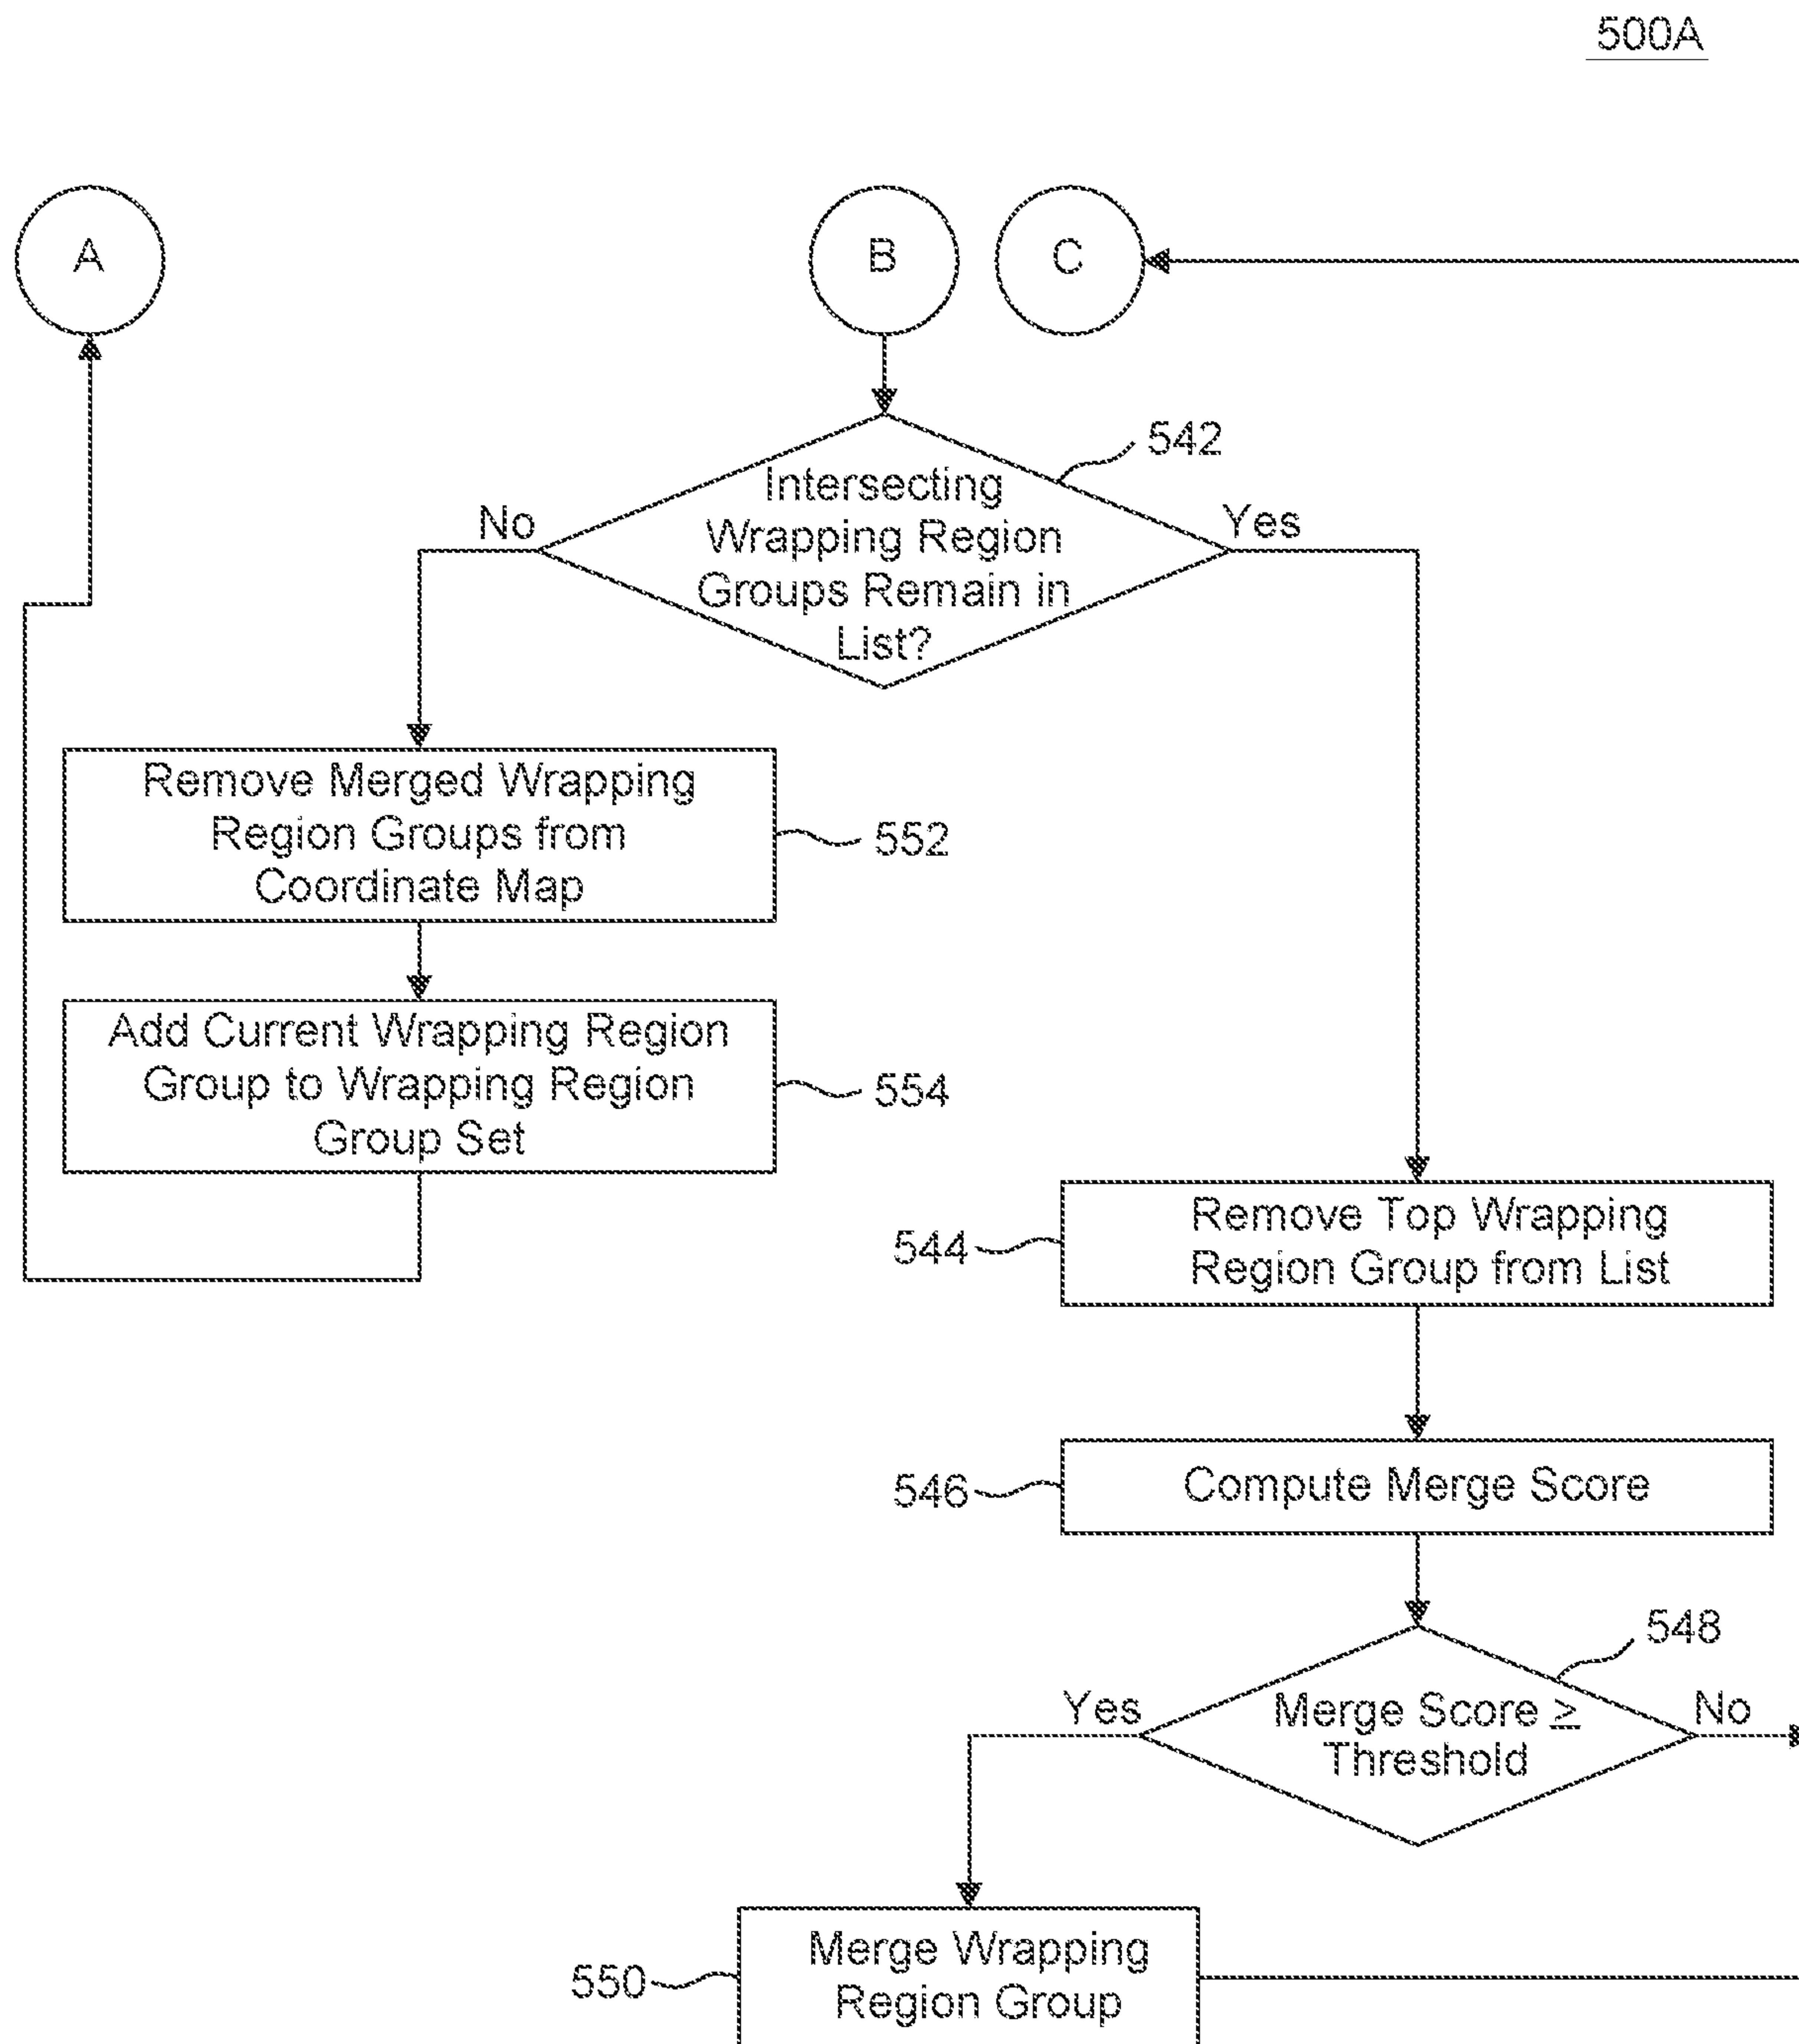 500A
A
B
C
542
Intersecting
Wrapping Region
Groups Remain in
List?
No
Yes
Remove Merged Wrapping
Region Groups from
Coordinate Map
552
Add Current Wrapping Region
Group to Wrapping Region
Group Set
554
Remove Top Wrapping
Region Group from List
544
Compute Merge Score
546
548
Merge Score ≥
Threshold
Yes
No
Merge Wrapping
Region Group
550